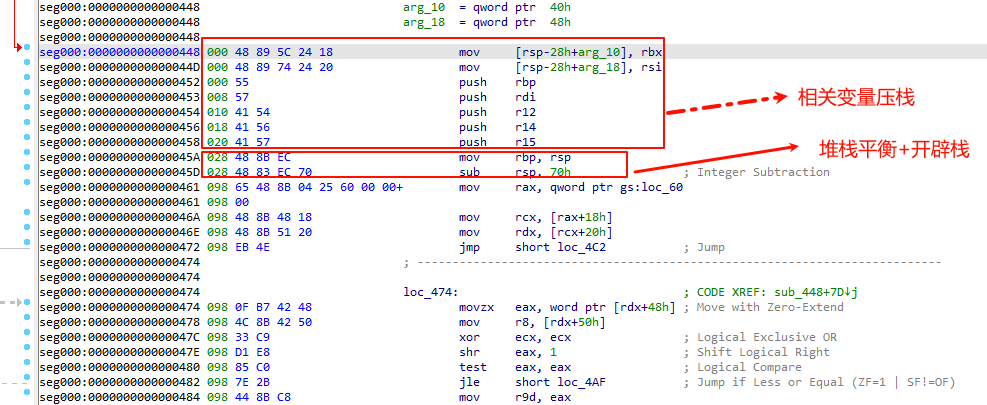 seg000:0000000000000448 arg_10 = qword ptr 40h
seg000:0000000000000448 arg_18 = qword ptr 48h
seg000:0000000000000448
seg000:0000000000000448 000 48 89 5C 24 18 mov [rsp-28h+arg_10], rbx
seg000:000000000000044D 000 48 89 74 24 20 mov [rsp-28h+arg_18], rsi
seg000:0000000000000452 000 55 push rbp
seg000:0000000000000453 008 57 push rdi
seg000:0000000000000454 010 41 54 push r12
seg000:0000000000000456 018 41 56 push r14
seg000:0000000000000458 020 41 57 push r15
相关变量压栈
seg000:000000000000045A 028 48 8B EC mov rbp, rsp
seg000:000000000000045D 028 48 83 EC 70 sub rsp, 70h ; Integer Subtraction
堆栈平衡+开辟栈
seg000:0000000000000461 098 65 48 8B 04 25 60 00 00+ mov rax, qword ptr gs:loc_60
seg000:0000000000000461 098 00
seg000:000000000000046A 098 48 8B 48 18 mov rcx, [rax+18h]
seg000:000000000000046E 098 48 8B 51 20 mov rdx, [rcx+20h]
seg000:0000000000000472 098 EB 4E jmp short loc_4C2 ; Jump
seg000:0000000000000474 ; ---------------------------------------------------------------------------
seg000:0000000000000474
seg000:0000000000000474 loc_474: ; CODE XREF: sub_448+7D↓j
seg000:0000000000000474 098 0F B7 42 48 movzx eax, word ptr [rdx+48h] ; Move with Zero-Extend
seg000:0000000000000478 098 4C 8B 42 50 mov r8, [rdx+50h]
seg000:000000000000047C 098 33 C9 xor ecx, ecx ; Logical Exclusive OR
seg000:000000000000047E 098 D1 E8 shr eax, 1 ; Shift Logical Right
seg000:0000000000000480 098 85 C0 test eax, eax ; Logical Compare
seg000:0000000000000482 098 7E 2B jle short loc_4AF ; Jump if Less or Equal (ZF=1 | SF!=OF)
seg000:0000000000000484 098 44 8B C8 mov r9d, eax